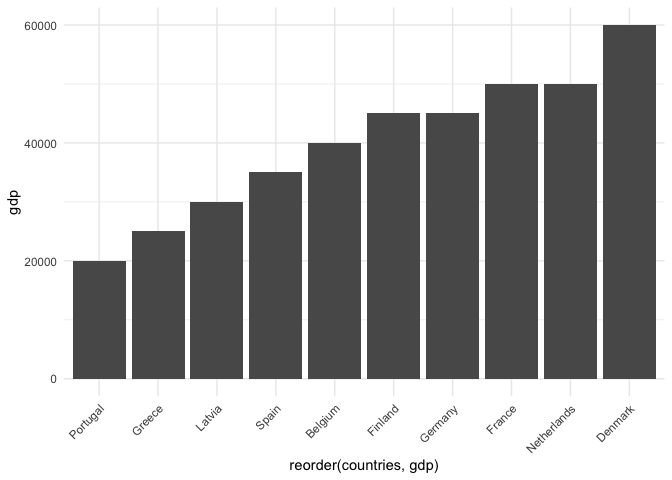 60000
40000
20000
0
gdp
Portugal
Greece
Latvia
Spain
Belgium
Finland
Germany
France
Netherlands
Denmark
reorder(countries, gdp)